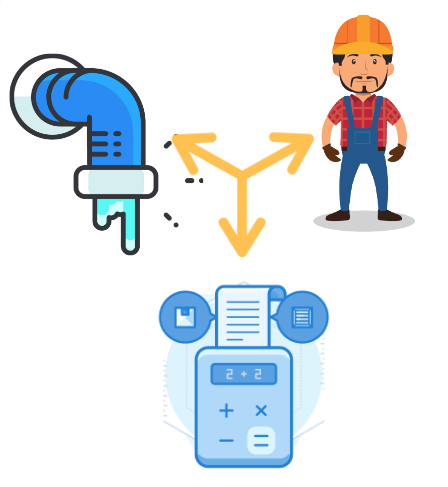 2 + 2
+ ×
− =